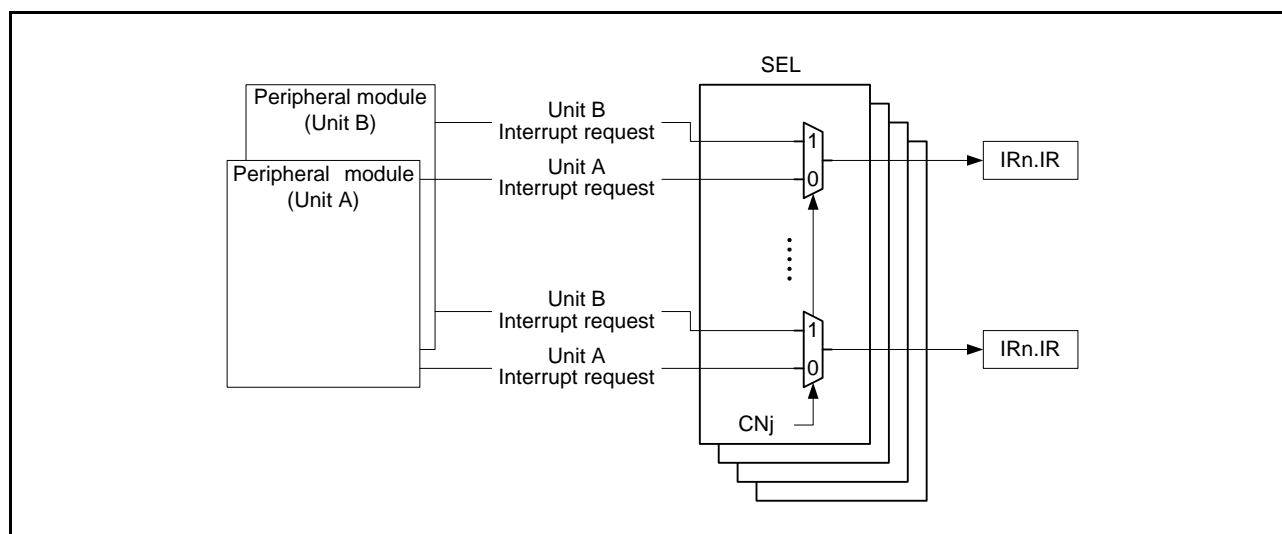 SEL
Peripheral module
(Unit B)
Unit B
Interrupt request
1
IRn.IR
Peripheral module
(Unit A)
Unit A
Interrupt request
0
Unit B
Interrupt request
1
IRn.IR
Unit A
Interrupt request
0
CNj